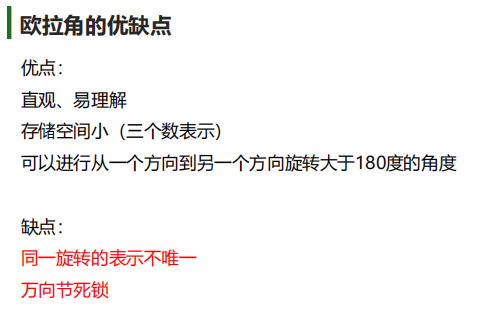 欧拉角的优缺点
优点：
直观、易理解
存储空间小（三个数表示）
可以进行从一个方向到另一个方向旋转大于180度的角度
缺点：
同一旋转的表示不唯一
万向节死锁